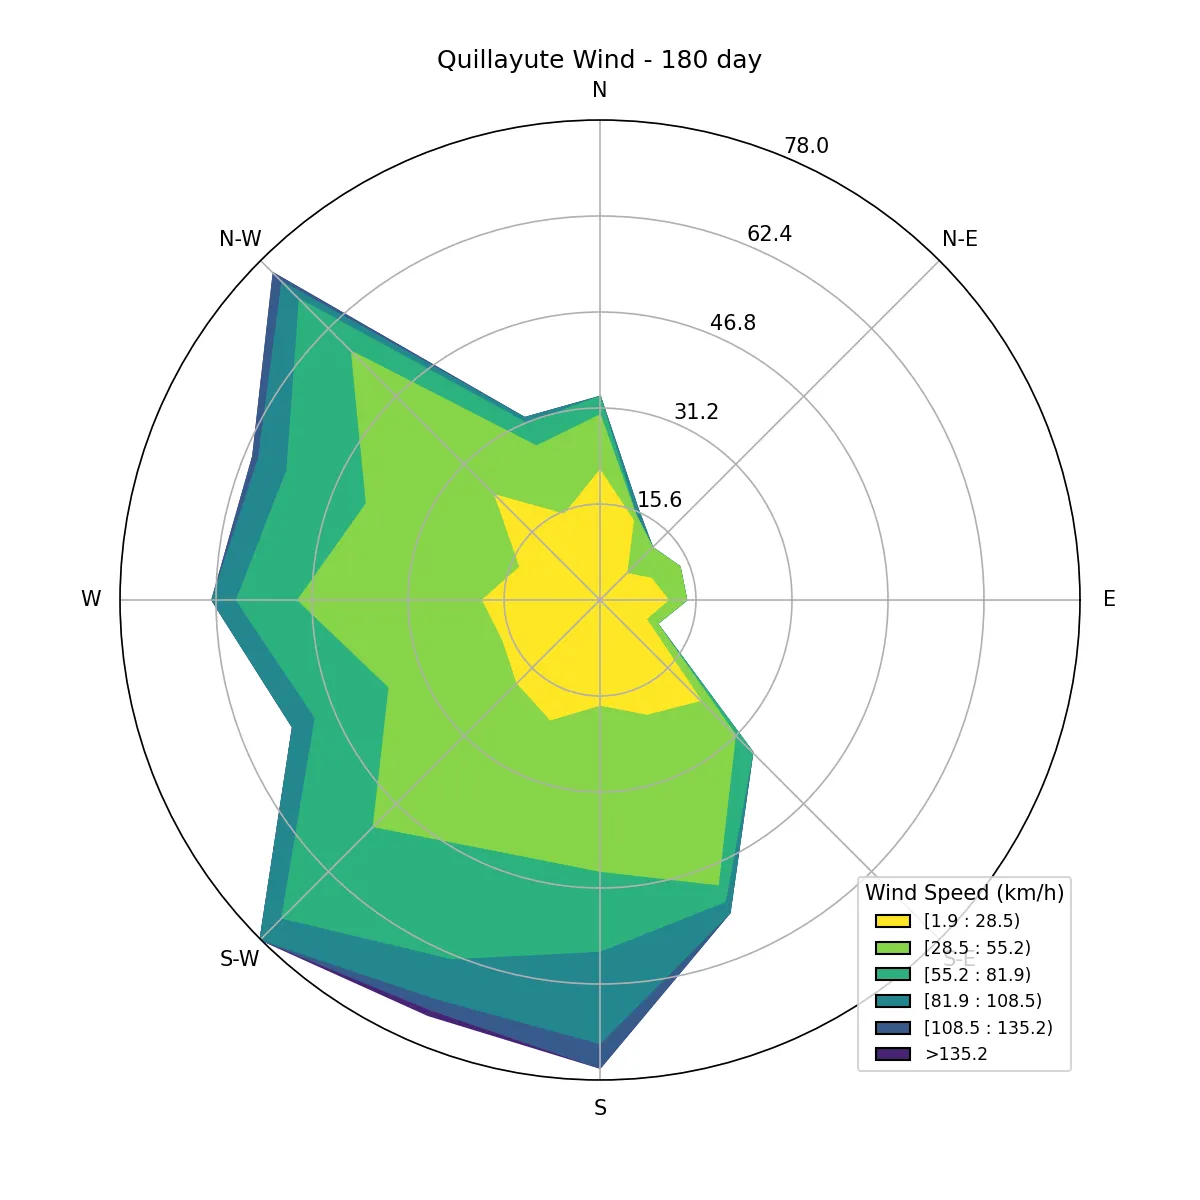 Quillayute Wind - 180 day
N
78.0
62.4
N-W
N-E
46.8
31.2
15.6
W
E
Wind Speed (km/h)
[1.9 : 28.5)
[28.5 : 55.2)
S-W
S-E
[55.2 : 81.9)
[81.9 : 108.5)
[108.5 : 135.2)
>135.2
S